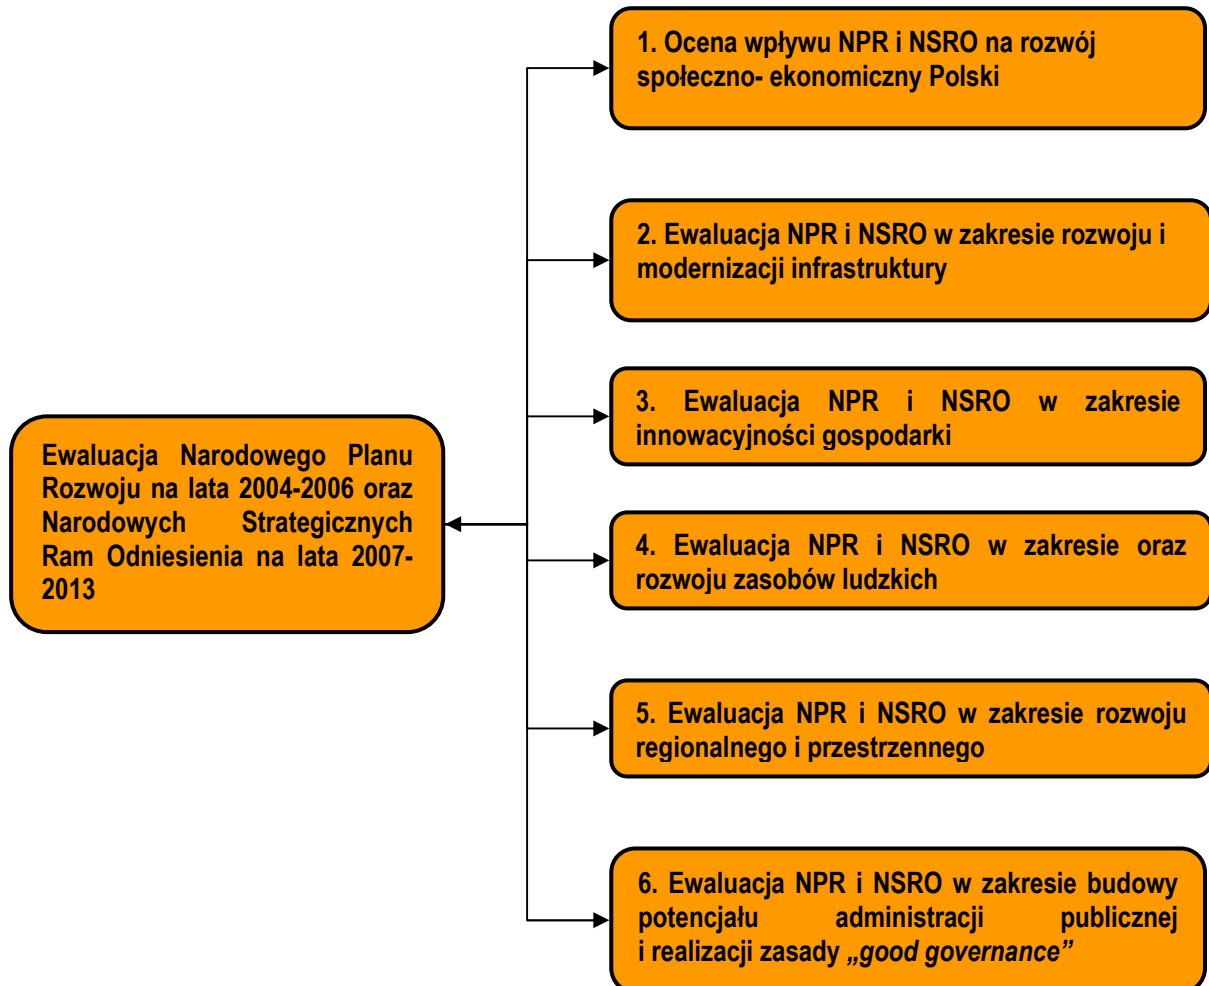 1. Ocena wpływu NPR i NSRO na rozwój
społeczno- ekonomiczny Polski
2. Ewaluacja NPR i NSRO w zakresie rozwoju i
modernizacji infrastruktury
3. Ewaluacja NPR i NSRO w zakresie
innowacyjności gospodarki
Ewaluacja Narodowego Planu
Rozwoju na lata 2004-2006 oraz
Narodowych Strategicznych
Ram Odniesienia na lata 2007-
2013
4. Ewaluacja NPR i NSRO w zakresie oraz
rozwoju zasobów ludzkich
5. Ewaluacja NPR i NSRO w zakresie rozwoju
regionalnego i przestrzennego
6. Ewaluacja NPR i NSRO w zakresie budowy
potencjału administracji publicznej
i realizacji zasady „good governance”